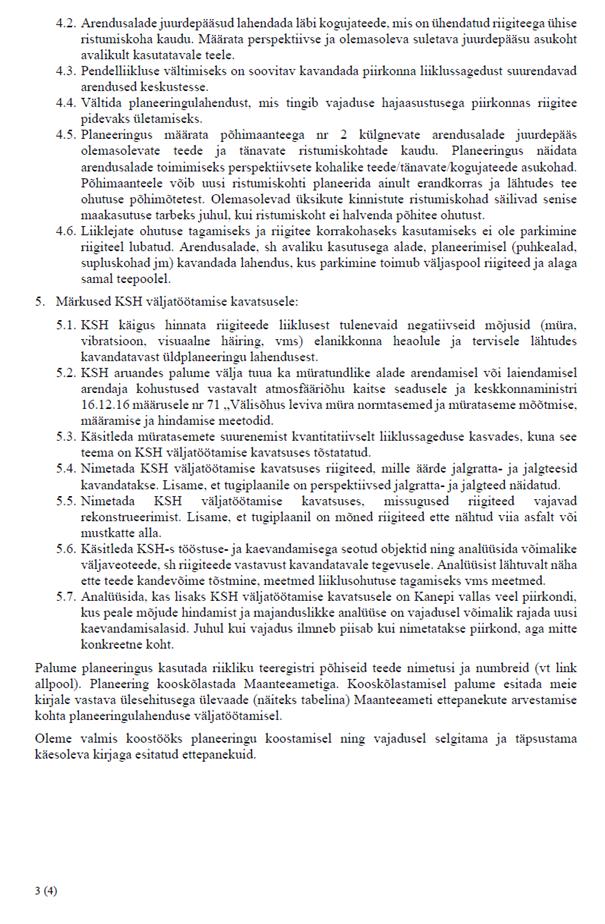 4.2. Arendusalade juurdepääsud lahendada läbi kogujateede, mis on ühendatud riigiteega ühise
ristumiskoha kaudu. Määrata perspektiivse ja olemasoleva suletava juurdepääsu asukoht
avalikult kasutatavale teele.
4.3. Pendelliikluse vältimiseks on soovitav kavandada piirkonna liiklussagedust suurendavad
arendused keskustesse.
4.4. Vältida planeeringulahendust, mis tingib vajaduse hajaasustusega piirkonnas riigitee
pidevaks ületamiseks.
4.5. Planeeringus määrata põhimaanteega nr 2 külgnevate arendusalade juurdepääs
olemasolevate teede ja tänavate ristumiskohtade kaudu. Planeeringus näidata
arendusalade toimimiseks perspektiivsete kohalike teede/tänavate/kogujateede asukohad.
Põhimaanteele võib uusi ristumiskohti planeerida ainult erandkorras ja lähtudes tee
ohutuse põhimõtetest. Olemasolevad üksikute kinnistute ristumiskohad säilivad senise
maakasutuse tarbeks juhul, kui ristumiskoht ei halvenda põhitee ohutust.
4.6. Liiklejate ohutuse tagamiseks ja riigitee korrakohaseks kasutamiseks ei ole parkimine
riigiteel lubatud. Arendusalade, sh avaliku kasutusega alade, planeerimisel (puhkealad,
supluskohad jm) kavandada lahendus, kus parkimine toimub väljaspool riigiteed ja alaga
samal teepoolel.
5. Märkused KSH väljatöötamise kavatsusele:
5.1. KSH käigus hinnata riigiteede liiklusest tulenevaid negatiivseid mõjusid (müra,
vibratsioon, visuaalne häiring, vms) elanikkonna heaolule ja tervisele lähtudes
kavandatavast üldplaneeringu lahendusest.
5.2. KSH aruandes palume välja tuua ka müratundlike alade arendamisel või laiendamisel
arendaja kohustused vastavalt atmosfääriõhu kaitse seadusele ja keskkonnaministri
16.12.16 määrusele nr 71 „Välisõhus leviva müra normtasemed ja mürataseme mõõtmise,
määramise ja hindamise meetodid.
5.3. Käsitleda müratasemete suurenemist kvantitatiivselt liiklussageduse kasvades, kuna see
teema on KSH väljatöötamise kavatsuses tõstatatud.
5.4. Nimetada KSH väljatöötamise kavatsuses riigiteed, mille äärde jalgratta- ja jalgteesid
kavandatakse. Lisame, et tugiplaanile on perspektiivsed jalgratta- ja jalgteed näidatud.
5.5. Nimetada KSH väljatöötamise kavatsuses, missugused riigiteed vajavad
rekonstrueerimist. Lisame, et tugiplaanil on mõned riigiteed ette nähtud viia asfalt või
mustkatte alla.
5.6. Käsitleda KSH-s tööstuse- ja kaevandamisega seotud objektid ning analüüsida võimalike
väljaveoteede, sh riigiteede vastavust kavandatavale tegevusele. Analüüsist lähtuvalt näha
ette teede kandevõime tõstmine, meetmed liiklusohutuse tagamiseks vms meetmed.
5.7. Analüüsida, kas lisaks KSH väljatöötamise kavatsusele on Kanepi vallas veel piirkondi,
kus peale mõjude hindamist ja majanduslikke analüüse on vajadusel võimalik rajada uusi
kaevandamisalasid. Juhul kui vajadus ilmneb piisab kui nimetatakse piirkond, aga mitte
konkreetne koht.
Palume planeeringus kasutada riikliku teeregistri põhiseid teede nimetusi ja numbreid (vt link
allpool). Planeering kooskõlastada Maanteeametiga. Kooskõlastamisel palume esitada meie
kirjale vastava ülesehitusega ülevaade (näiteks tabelina) Maanteeameti ettepanekute arvestamise
kohta planeeringulahenduse väljatöötamisel.
Oleme valmis koostööks planeeringu koostamisel ning vajadusel selgitama ja täpsustama
käesoleva kirjaga esitatud ettepanekuid.
3 (4)